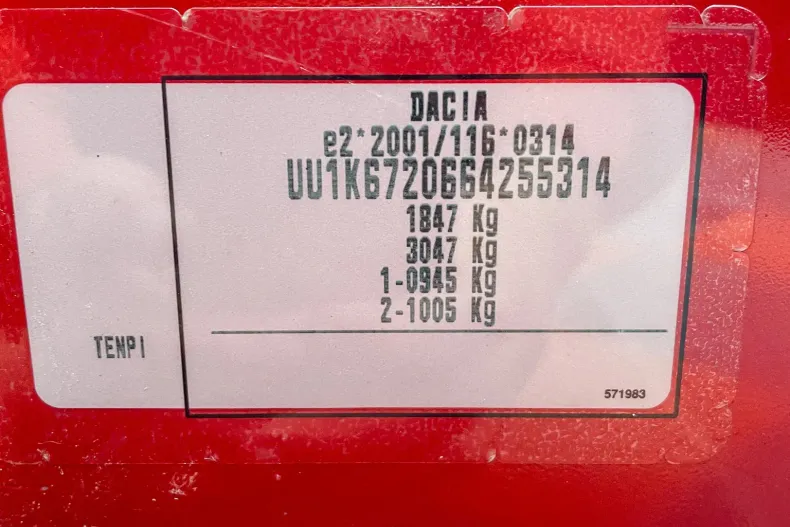 DACIA
e2*2001/116*0314
UU1K6720664255314
1847 Kg
3047 Kg
1-0945 Kg
2-1005 Kg
TENPI
571983